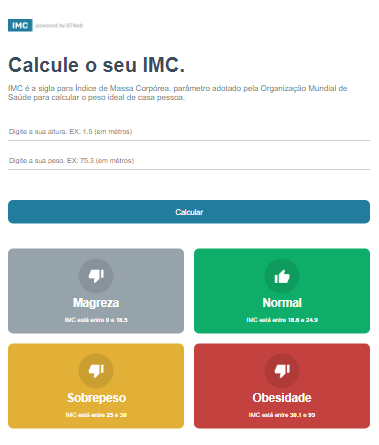 IMC powered by B7Web
Calcule o seu IMC.
IMC é a sigla para Índice de Massa Corpórea, parâmetro adotado pela Organização Mundial de
Saúde para calcular o peso ideal de casa pessoa.
Digite a sua altura. EX: 1.5 (em métros)
Digite a sua peso. EX: 75.3 (em métros)
Calcular
Magreza
IMC está entre 0 e 18.5
Normal
IMC está entre 18.6 e 24.9
Sobrepeso
IMC está entre 25 e 30
Obesidade
IMC está entre 30.1 e 99